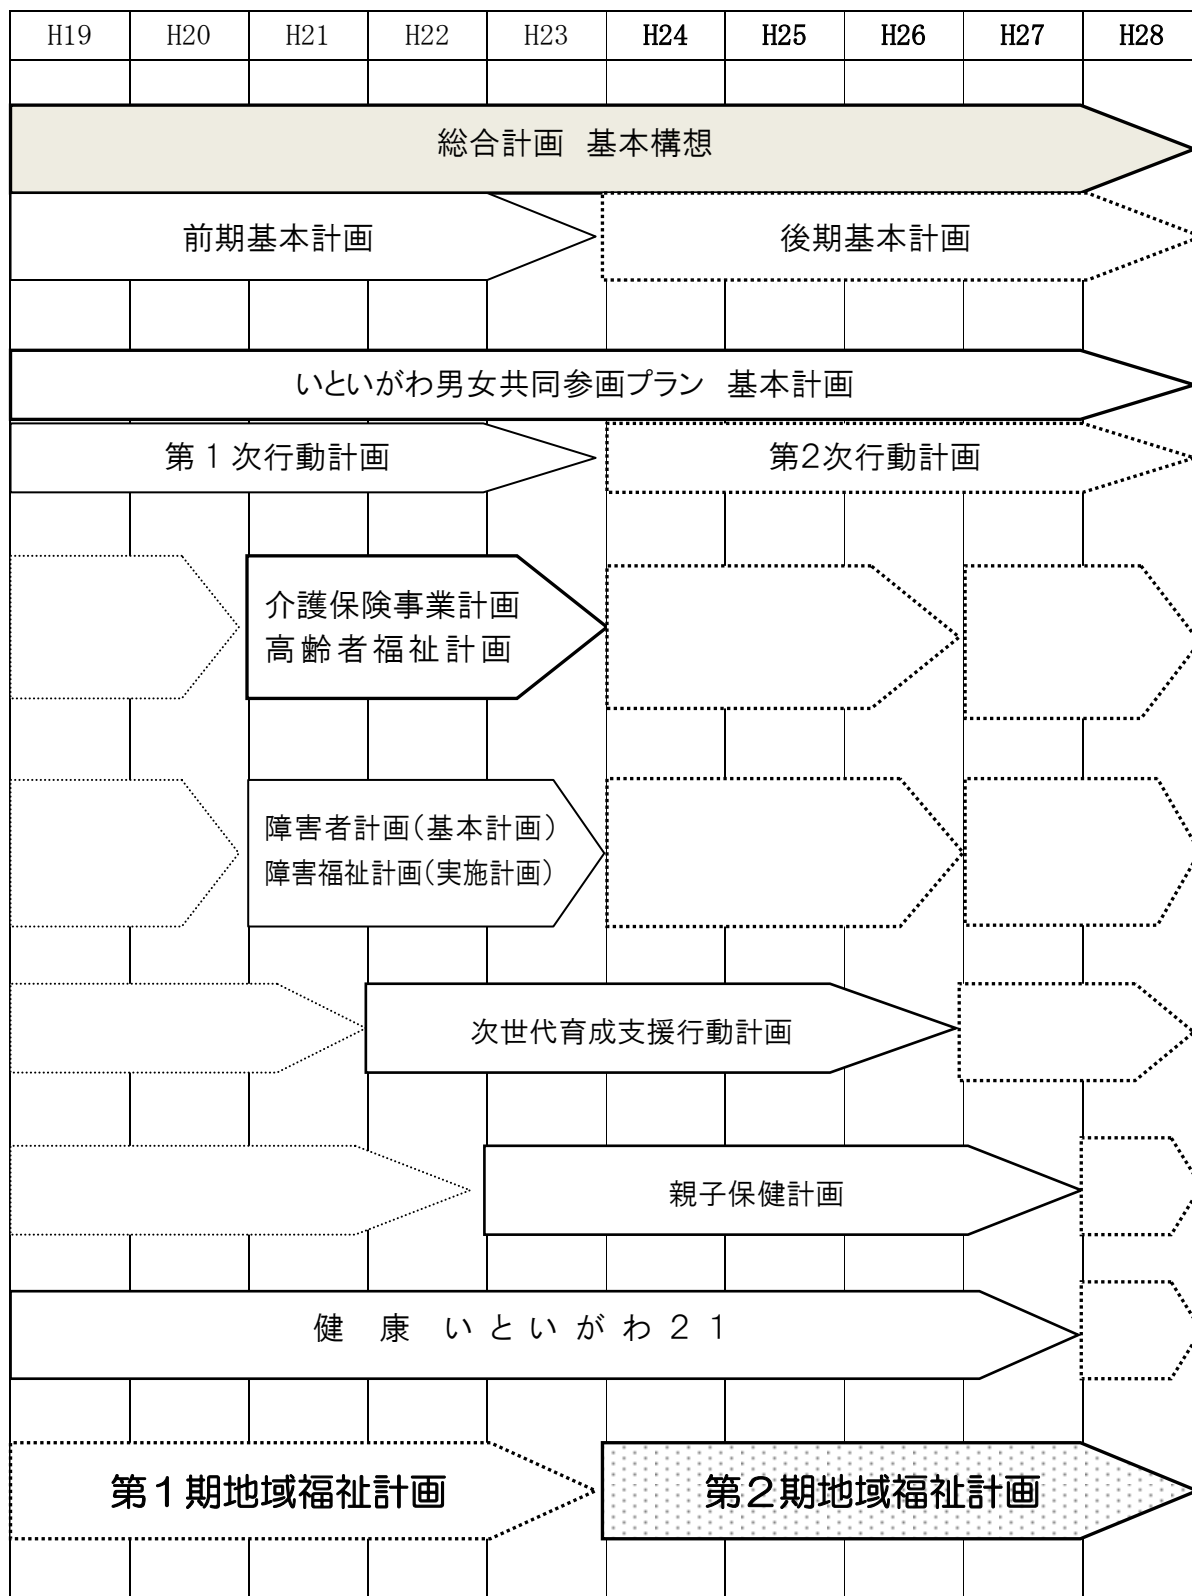 H19 H20 H21 H22 H23 H24 H25 H26 H27 H28
総合計画 基本構想
前期基本計画 後期基本計画
いといがわ男女共同参画プラン 基本計画
第1次行動計画 第2次行動計画
介護保険事業計画
高齢者福祉計画
障害者計画(基本計画)
障害福祉計画(実施計画)
次世代育成支援行動計画
親子保健計画
健 康 い と い が わ 2 1
第1期地域福祉計画 第2期地域福祉計画